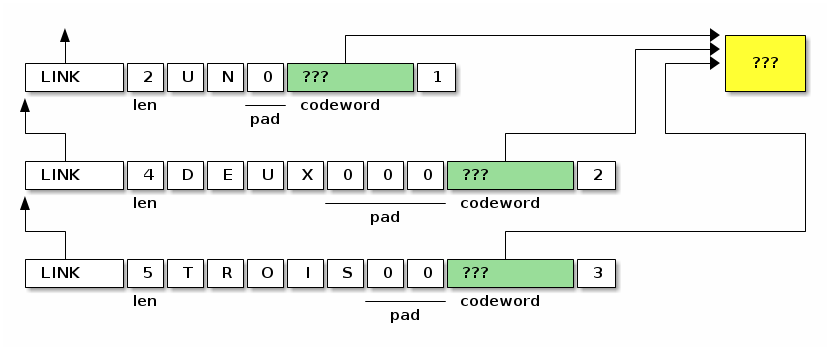 ???
LINK 2 U N 0 ??? 1
len pad codeword
LINK 4 D E U X 0 0 0 ??? 2
len pad codeword
LINK 5 T R O I S 0 0 ??? 3
len pad codeword